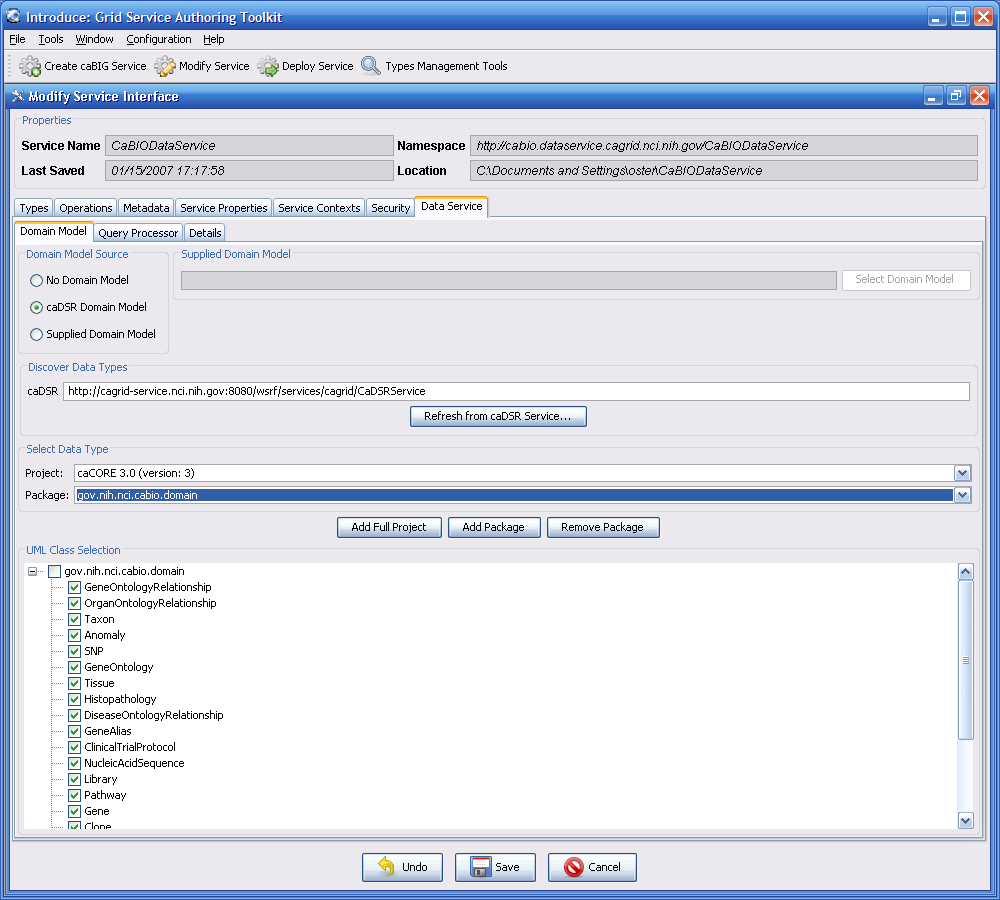 Introduce: Grid Service Authoring Toolkit
File Tools Window Configuration Help
Create caBIG Service Modify Service Deploy Service Types Management Tools
Modify Service Interface
Properties
Service Name CaBIODataService Namespace http://cabio.dataservice.cagrid.nci.nih.gov/CaBIODataService
Last Saved 01/15/2007 17:17:58 Location C:\Documents and Settings\oster\CaBIODataService
Types Operations Metadata Service Properties Service Contexts Security Data Service
Domain Model Query Processor Details
Domain Model Source Supplied Domain Model
No Domain Model Select Domain Model
caDSR Domain Model
Supplied Domain Model
Discover Data Types
caDSR http://cagrid-service.nci.nih.gov:8080/wsrf/services/cagrid/CaDSRService
Refresh from caDSR Service...
Select Data Type
Project: caCORE 3.0 (version: 3)
Package: gov.nih.nci.cabio.domain
Add Full Project Add Package Remove Package
UML Class Selection
gov.nih.nci.cabio.domain
GeneOntologyRelationship
OrganOntologyRelationship
Taxon
Anomaly
SNP
GeneOntology
Tissue
Histopathology
DiseaseOntologyRelationship
GeneAlias
ClinicalTrialProtocol
NucleicAcidSequence
Library
Pathway
Gene
Clone
Undo Save Cancel